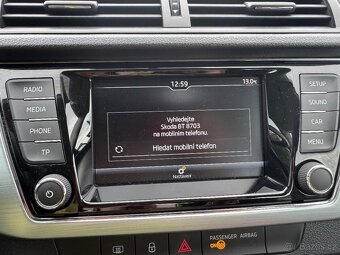 12:59
13.0°C
RADIO
MEDIA
PHONE
TP
Vyhledejte
Skoda BT 8703
na mobilním telefonu.
Hledat mobilní telefon
Nastavení
SETUP
SOUND
CAR
MENU
PASSENGER AIRBAG